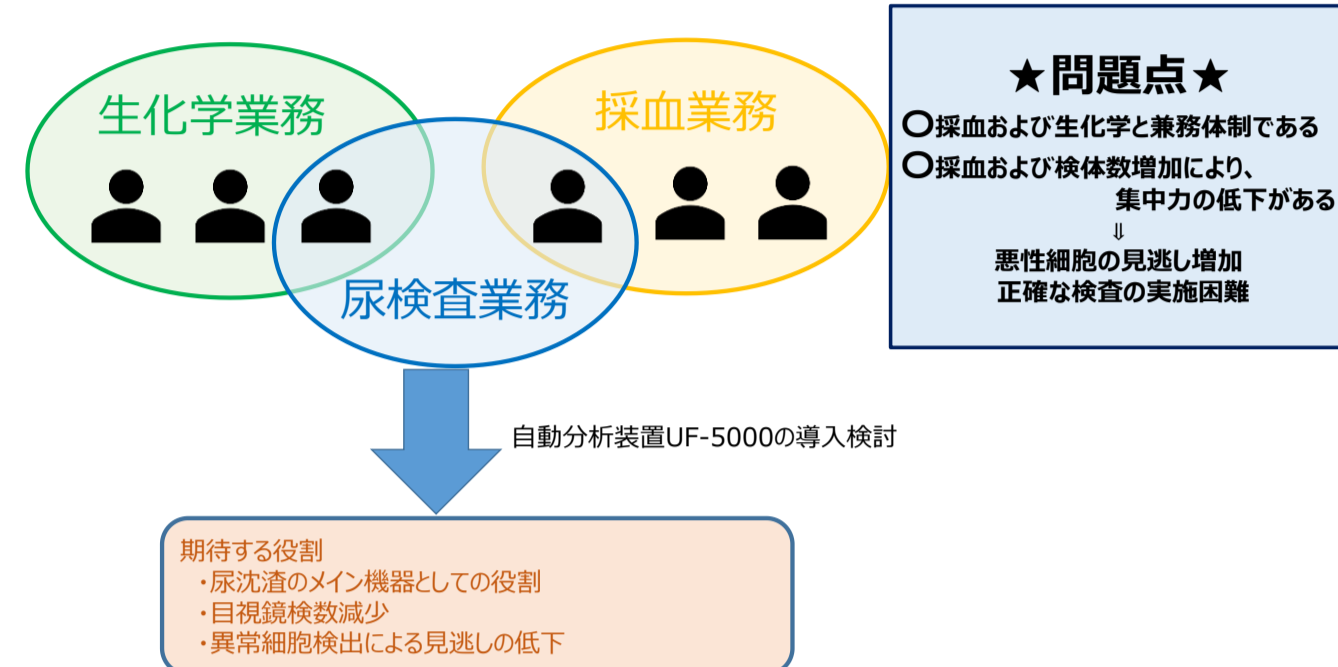 生化学業務
採血業務
尿検査業務
★問題点★
〇採血および生化学と兼務体制である
〇採血および検体数増加により、
集中力の低下がある
⇓
悪性細胞の見逃し増加
正確な検査の実施困難
自動分析装置UF-5000の導入検討
期待する役割
・尿沈渣のメイン機器としての役割
・目視鏡検数減少
・異常細胞検出による見逃しの低下